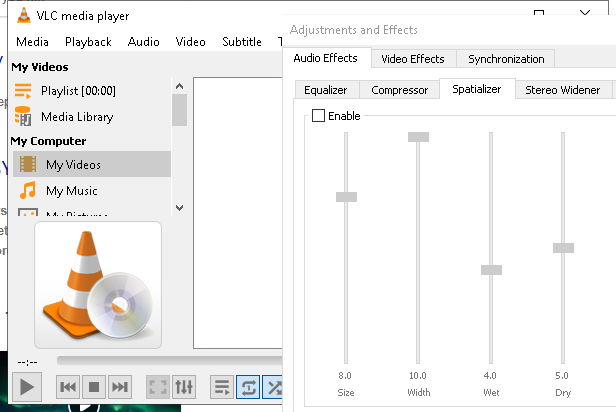 VLC media player
Media Playback Audio Video Subtitle
My Videos
Playlist [00:00]
Media Library
My Computer
My Videos
My Music
My Pictures
--:--
Adjustments and Effects
Audio Effects Video Effects Synchronization
Equalizer Compressor Spatializer Stereo Widener
Enable
8.0 10.0 4.0 5.0
Size Width Wet Dry